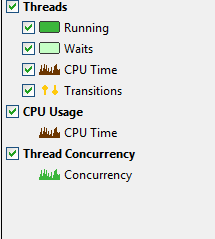 Threads
Running
Waits
CPU Time
Transitions
CPU Usage
CPU Time
Thread Concurrency
Concurrency